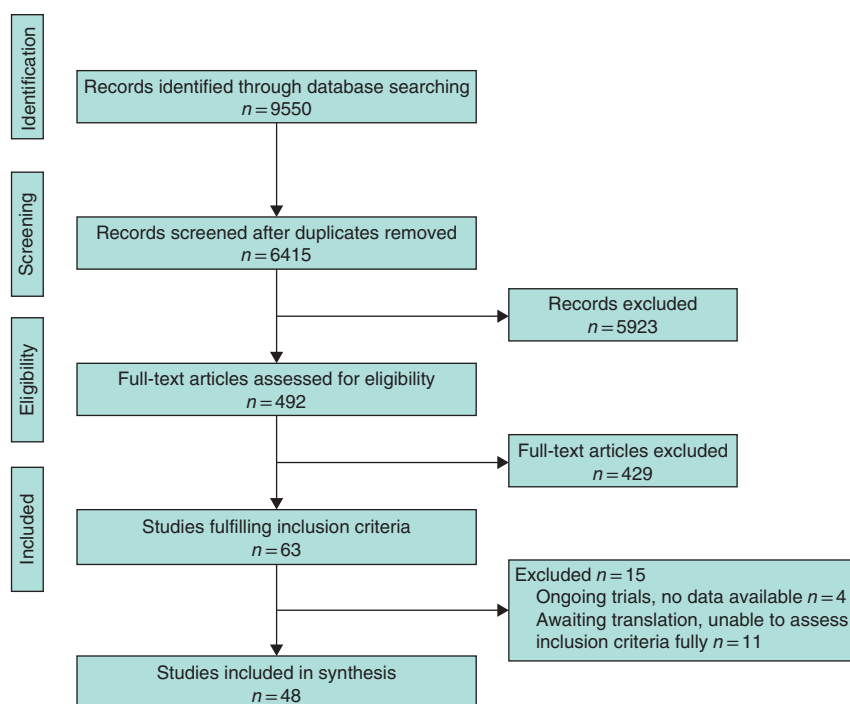 Identification
Records identified through database searching
n=9550
Screening
Records screened after duplicates removed
n=6415
Records excluded
n=5923
Eligibility
Full-text articles assessed for eligibility
n=492
Full-text articles excluded
n=429
Included
Studies fulfilling inclusion criteria
n=63
Excluded n=15
Ongoing trials, no data available n=4
Awaiting translation, unable to assess
inclusion criteria fully n=11
Studies included in synthesis
n=48